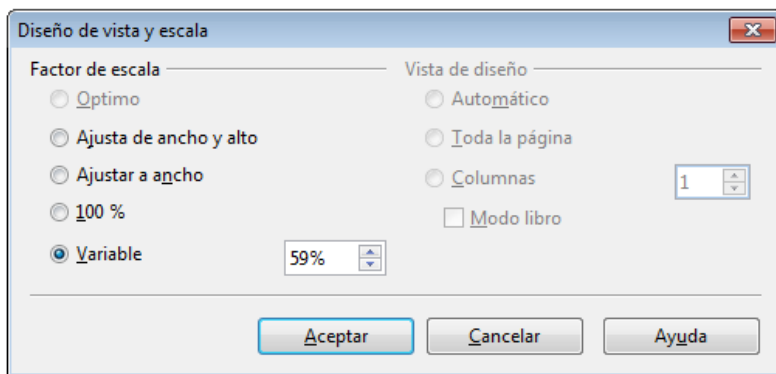 Diseño de vista y escala
Factor de escala
Optimo
Ajusta de ancho y alto
Ajustar a ancho
100 %
Variable
59%
Vista de diseño
Automático
Toda la página
Columnas
1
Modo libro
Aceptar
Cancelar
Ayuda